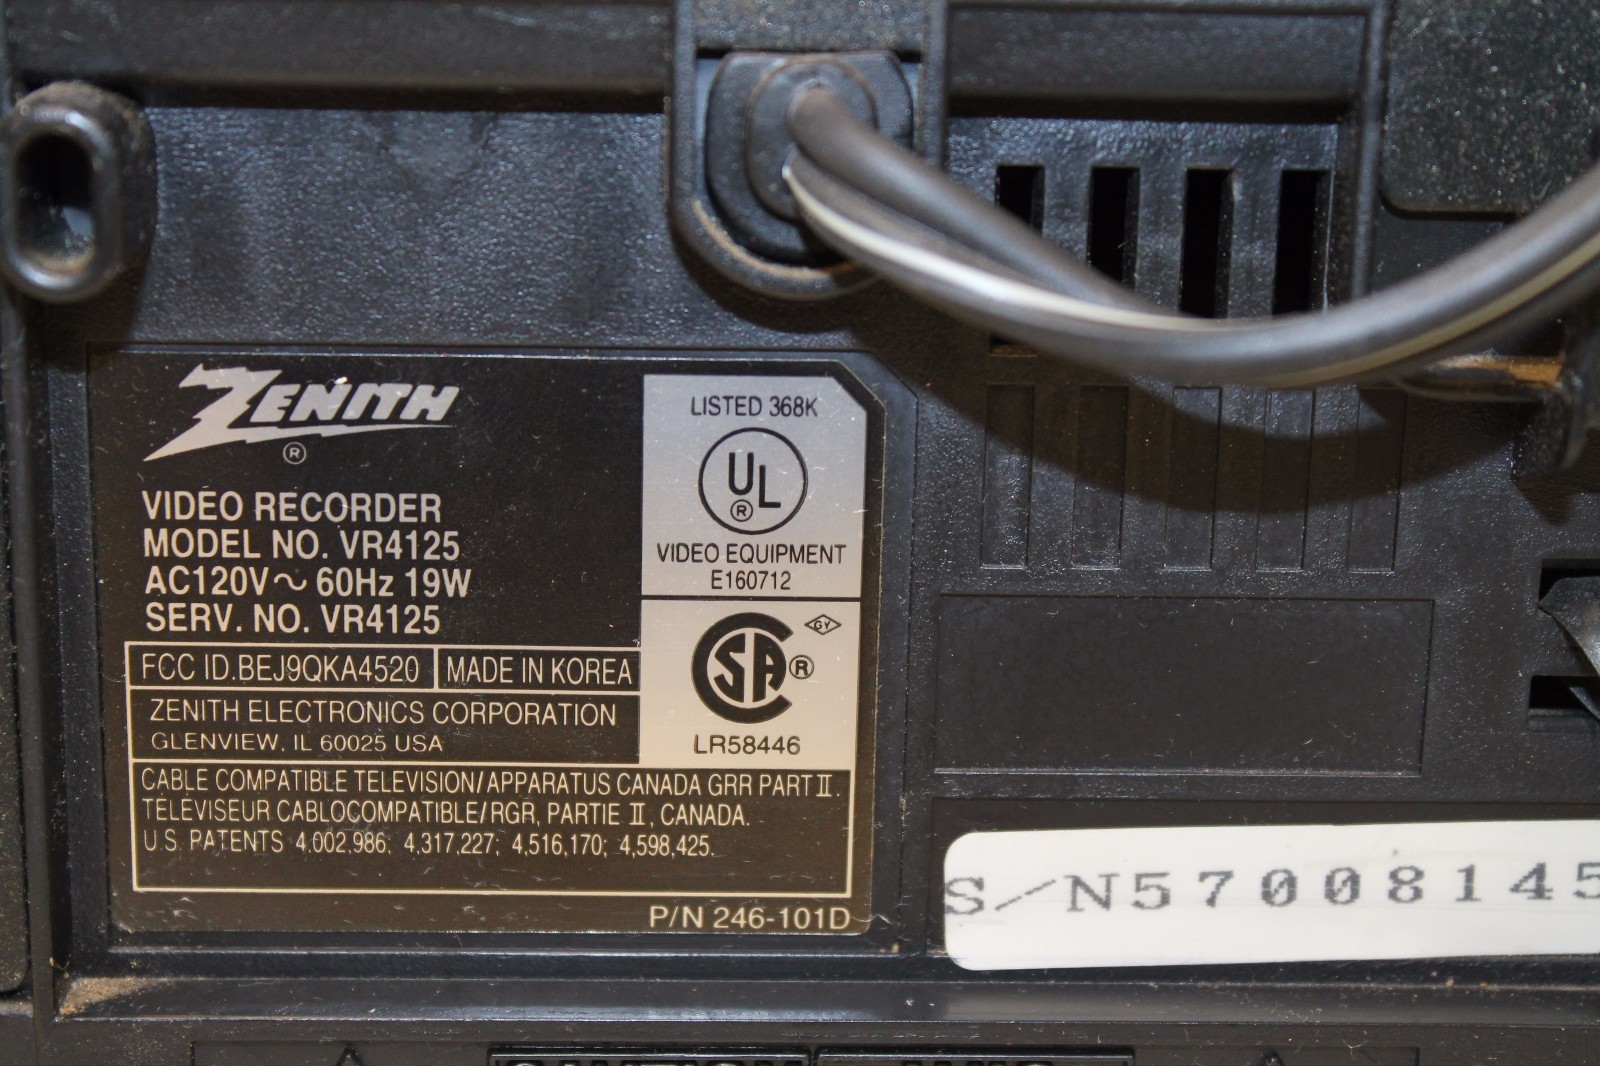 ZENITH
®
VIDEO RECORDER
MODEL NO. VR4125
AC120V～ 60Hz 19W
SERV. NO. VR4125
FCC ID.BEJ9QKA4520
MADE IN KOREA
ZENITH ELECTRONICS CORPORATION
GLENVIEW, IL 60025 USA
LISTED 368K
UL
®
VIDEO EQUIPMENT
E160712
GY
SA ®
LR58446
CABLE COMPATIBLE TELEVISION/APPARATUS CANADA GRR PART II.
TÉLÉVISEUR CABLOCOMPATIBLE/RGR, PARTIE II, CANADA.
U.S. PATENTS 4,002,986; 4,317,227; 4,516,170; 4,598,425.
P/N 246-101D
S/N57008145